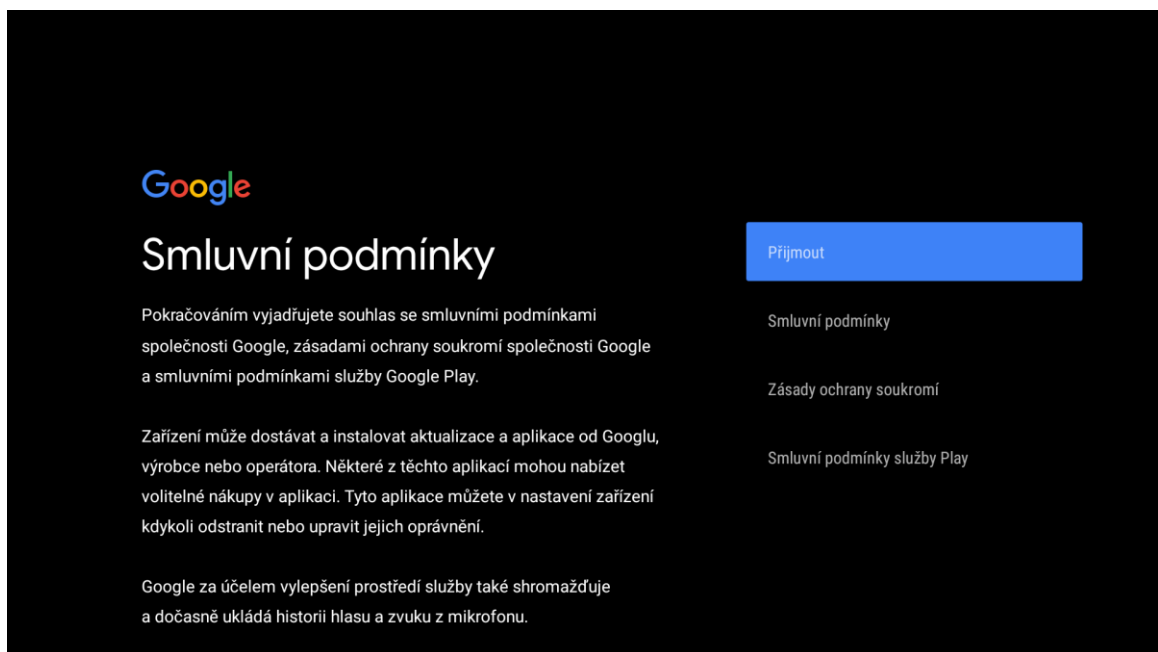 Google
Smluvní podmínky
Pokračováním vyjadřujete souhlas se smluvními podmínkami
společnosti Google, zásadami ochrany soukromí společnosti Google
a smluvními podmínkami služby Google Play.
Zařízení může dostávat a instalovat aktualizace a aplikace od Googlu,
výrobce nebo operátora. Některé z těchto aplikací mohou nabízet
volitelné nákupy v aplikaci. Tyto aplikace můžete v nastavení zařízení
kdykoli odstranit nebo upravit jejich oprávnění.
Google za účelem vylepšení prostředí služby také shromažďuje
a dočasně ukládá historii hlasu a zvuku z mikrofonu.
Přijmout
Smluvní podmínky
Zásady ochrany soukromí
Smluvní podmínky služby Play